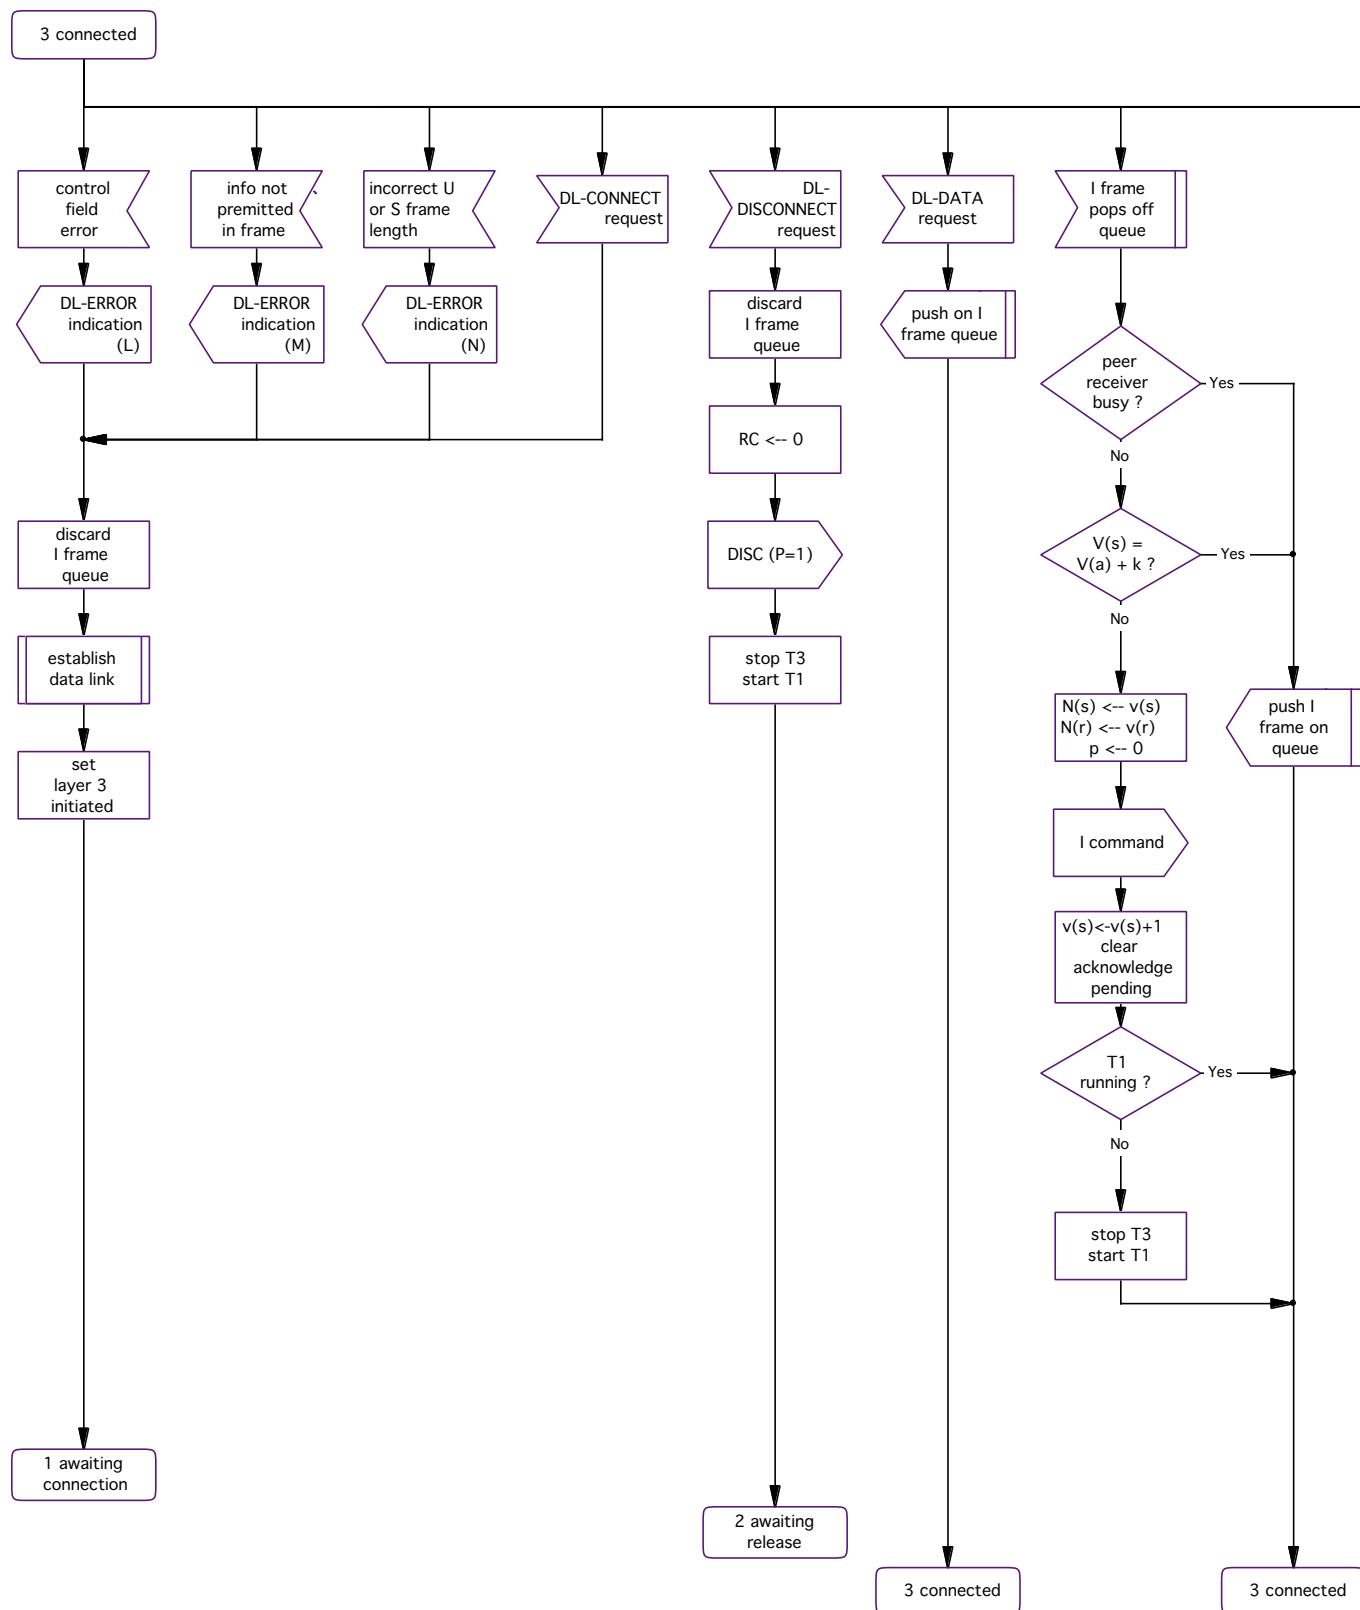 3 connected
control
field
error
info not
premitted
in frame
incorrect U
or S frame
length
DL-CONNECT
request
DL-
DISCONNECT
request
DL-DATA
request
I frame
pops off
queue
DL-ERROR
indication
(L)
DL-ERROR
indication
(M)
DL-ERROR
indication
(N)
discard
I frame
queue
push on I
frame queue
peer
receiver
busy ?
Yes
No
RC <-- 0
discard
I frame
queue
DISC (P=1)
V(s) =
V(a) + k ?
Yes
No
establish
data link
stop T3
start T1
N(s) <-- v(s)
N(r) <-- v(r)
p <-- 0
push I
frame on
queue
set
layer 3
initiated
I command
v(s)<-v(s)+1
clear
acknowledge
pending
T1
running ?
Yes
No
stop T3
start T1
1 awaiting
connection
2 awaiting
release
3 connected
3 connected